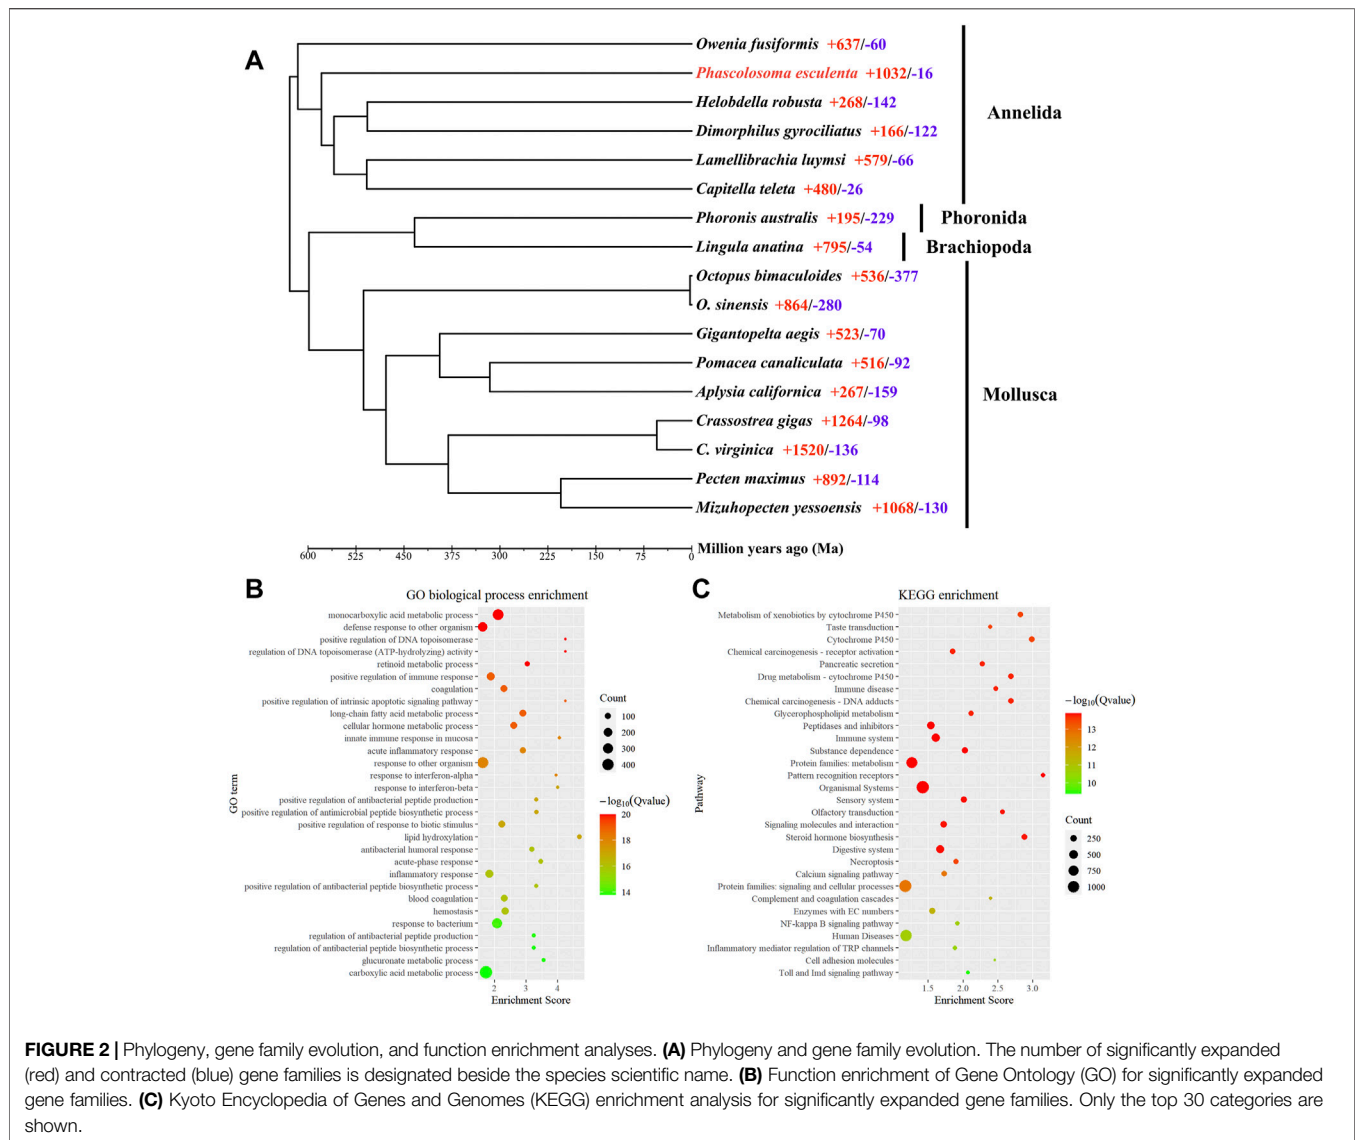 A
Owenia fusiformis +637/-60
Phascolosoma esculenta +1032/-16
Helobdella robusta +268/-142
Dimorphilus gyrociliatus +166/-122
Lamellibrachia luymsi +579/-66
Capitella teleta +480/-26
Annelida
Phoronis australis +195/-229
Phoronida
Lingula anatina +795/-54
Brachiopoda
Octopus bimaculoides +536/-377
O. sinensis +864/-280
Gigantopelta aegis +523/-70
Pomacea canaliculata +516/-92
Aplysia californica +267/-159
Crassostrea gigas +1264/-98
C. virginica +1520/-136
Pecten maximus +892/-114
Mizuhopecten yessoensis +1068/-130
Mollusca
600 525 450 375 300 225 150 75 0 Million years ago (Ma)
B
GO biological process enrichment
GO term
monocarboxylic acid metabolic process
defense response to other organism
positive regulation of DNA topoisomerase
regulation of DNA topoisomerase (ATP-hydrolyzing) activity
retinoid metabolic process
positive regulation of immune response
coagulation
positive regulation of intrinsic apoptotic signaling pathway
long-chain fatty acid metabolic process
cellular hormone metabolic process
innate immune response in mucosa
acute inflammatory response
response to other organism
response to interferon-alpha
response to interferon-beta
positive regulation of antibacterial peptide production
positive regulation of antimicrobial peptide biosynthetic process
positive regulation of response to biotic stimulus
lipid hydroxylation
antibacterial humoral response
acute-phase response
inflammatory response
positive regulation of antibacterial peptide biosynthetic process
blood coagulation
hemostasis
response to bacterium
regulation of antibacterial peptide production
regulation of antibacterial peptide biosynthetic process
glucuronate metabolic process
carboxylic acid metabolic process
2 3 4
Enrichment Score
Count
100
200
300
400
−log10(Qvalue)
20
18
16
14
C
KEGG enrichment
Pathway
Metabolism of xenobiotics by cytochrome P450
Taste transduction
Cytochrome P450
Chemical carcinogenesis - receptor activation
Pancreatic secretion
Drug metabolism - cytochrome P450
Immune disease
Chemical carcinogenesis - DNA adducts
Glycerophospholipid metabolism
Peptidases and inhibitors
Immune system
Substance dependence
Protein families: metabolism
Pattern recognition receptors
Organismal Systems
Sensory system
Olfactory transduction
Signaling molecules and interaction
Steroid hormone biosynthesis
Digestive system
Necroptosis
Calcium signaling pathway
Protein families: signaling and cellular processes
Complement and coagulation cascades
Enzymes with EC numbers
NF-kappa B signaling pathway
Human Diseases
Inflammatory mediator regulation of TRP channels
Cell adhesion molecules
Toll and Imd signaling pathway
1.5 2.0 2.5 3.0
Enrichment Score
−log10(Qvalue)
13
12
11
10
Count
250
500
750
1000
FIGURE 2 | Phylogeny, gene family evolution, and function enrichment analyses. (A) Phylogeny and gene family evolution. The number of significantly expanded
(red) and contracted (blue) gene families is designated beside the species scientific name. (B) Function enrichment of Gene Ontology (GO) for significantly expanded
gene families. (C) Kyoto Encyclopedia of Genes and Genomes (KEGG) enrichment analysis for significantly expanded gene families. Only the top 30 categories are
shown.